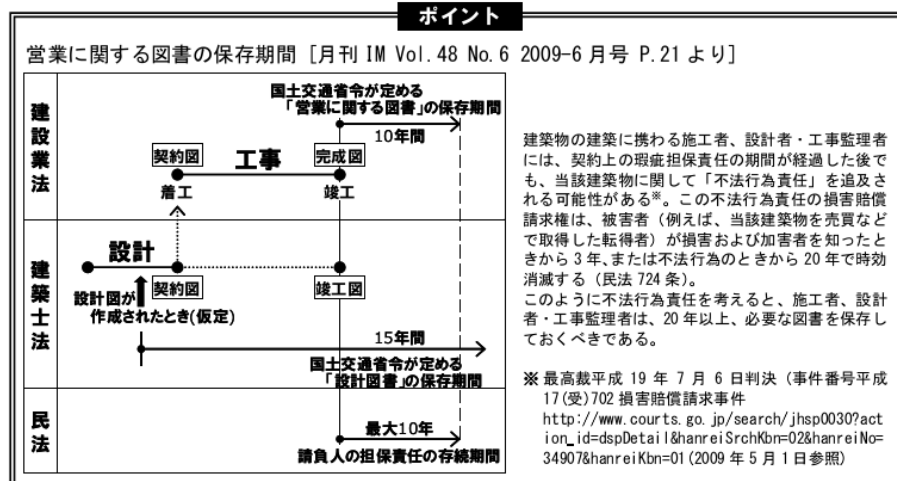 ポイント
営業に関する図書の保存期間 [月刊 IM Vol. 48 No. 6 2009-6月号 P.21 より]
建設業法
国土交通省令が定める
「営業に関する図書」の保存期間
10年間
契約図
工事
完成図
着工
竣工
建築士法
設計
契約図
竣工図
設計図が
作成されたとき(仮定)
15年間
国土交通省令が定める
「設計図書」の保存期間
民法
最大10年
請負人の担保責任の存続期間
建築物の建築に携わる施工者、設計者・工事監理者
には、契約上の瑕疵担保責任の期間が経過した後で
も、当該建築物に関して「不法行為責任」を追及さ
れる可能性がある※。この不法行為責任の損害賠償
請求権は、被害者(例えば、当該建築物を売買など
で取得した転得者)が損害および加害者を知ったと
きから 3 年、または不法行為のときから 20 年で時効
消滅する(民法 724 条)。
このように不法行為責任を考えると、施工者、設計
者・工事監理者は、20 年以上、必要な図書を保存し
ておくべきである。
※ 最高裁平成 19 年 7 月 6 日判決(事件番号平成
17(受)702 損害賠償請求事件
http://www.courts.go.jp/search/jhsp0030?act
ion_id=dspDetail&hanreiSrchKbn=02&hanreiNo=
34907&hanreiKbn=01(2009 年 5 月 1 日参照)